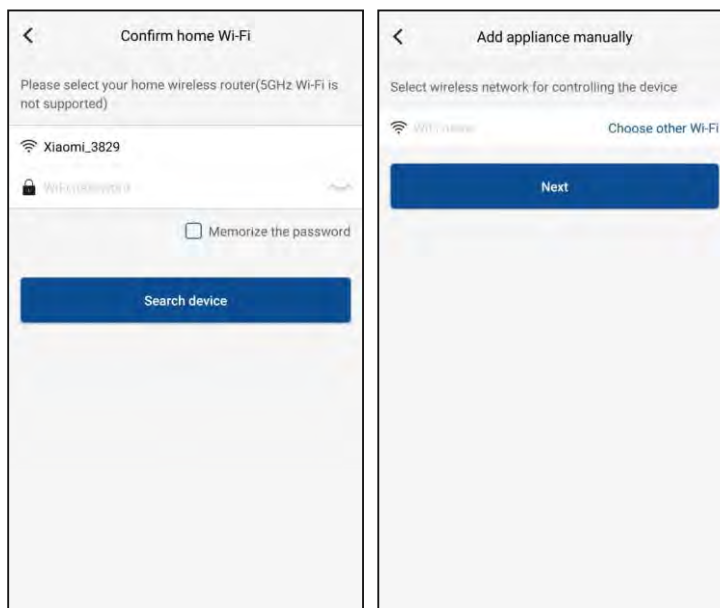 Confirm home Wi-Fi
Please select your home wireless router(5GHz Wi-Fi is
not supported)
Xiaomi_3829
Memorize the password
Search device
Add appliance manually
Select wireless network for controlling the device
Choose other Wi-Fi
Next